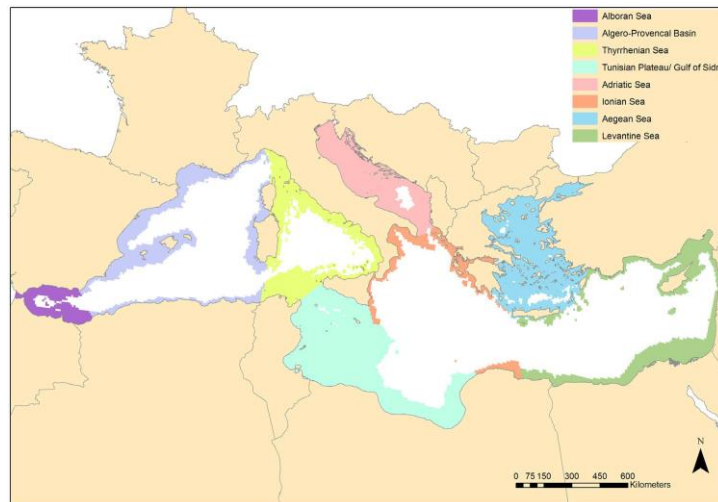 Alboran Sea
Algero-Provencal Basin
Thyrrhenian Sea
Tunisian Plateau/ Gulf of Sidr
Adriatic Sea
Ionian Sea
Aegean Sea
Levantine Sea
N
0 75 150 300 450 600
Kilometers